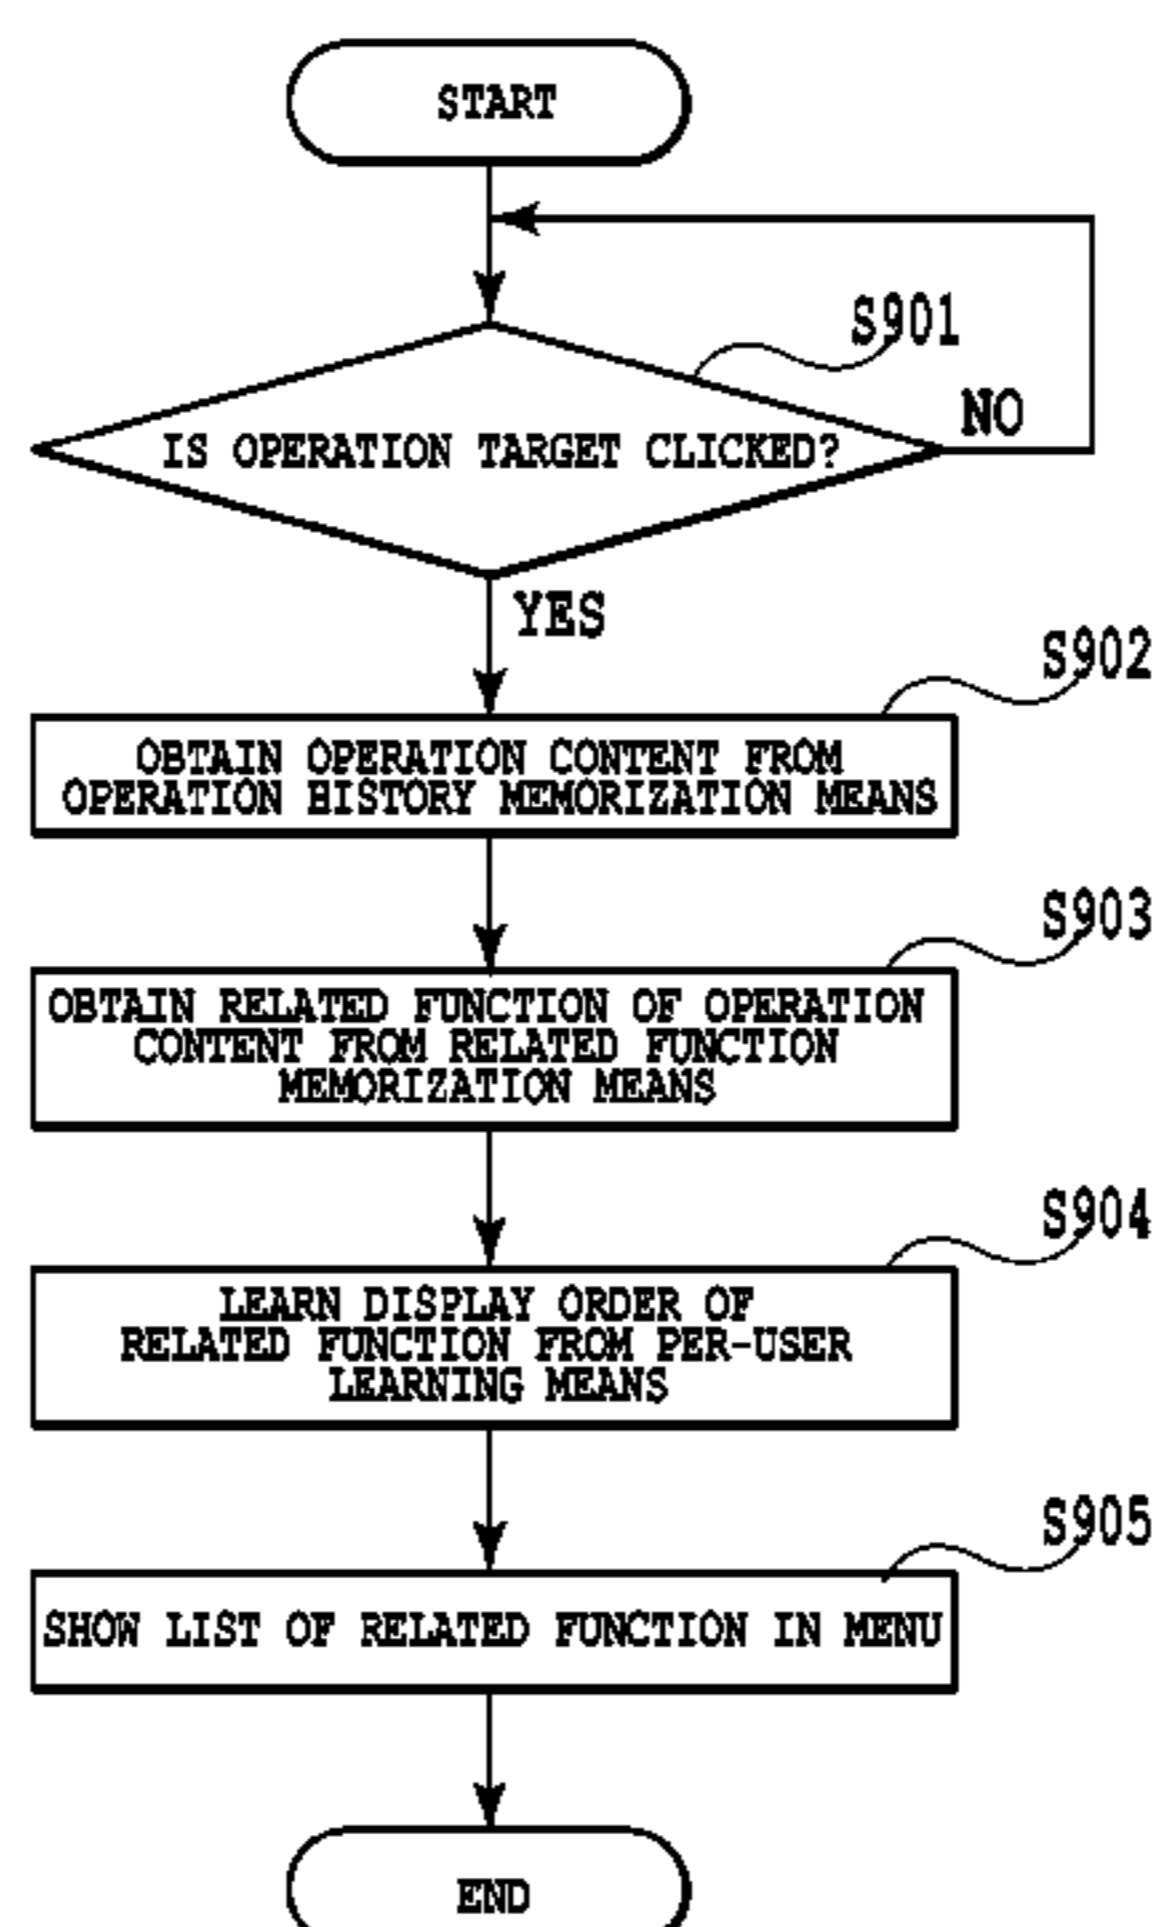 START
S901
NO
IS OPERATION TARGET CLICKED?
YES
S902
OBTAIN OPERATION CONTENT FROM
OPERATION HISTORY MEMORIZATION MEANS
S903
OBTAIN RELATED FUNCTION OF OPERATION
CONTENT FROM RELATED FUNCTION
MEMORIZATION MEANS
S904
LEARN DISPLAY ORDER OF
RELATED FUNCTION FROM PER-USER
LEARNING MEANS
S905
SHOW LIST OF RELATED FUNCTION IN MENU
END